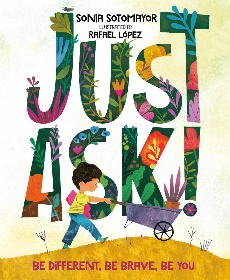 SONIA SOTOMAYOR
ILLUSTRATED BY
RAFAEL LÓPEZ
JUST
ASK!
BE DIFFERENT, BE BRAVE, BE YOU